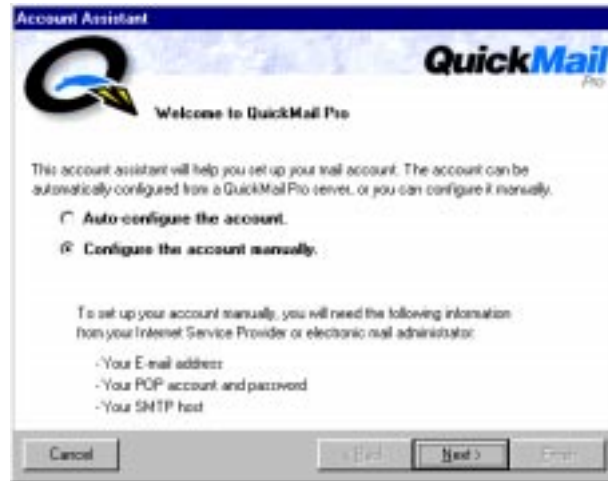 Account Assistant
QuickMail
Pro
Welcome to QuickMail Pro
This account assistant will help you set up your mail account. The account can be
automatically configured from a QuickMail Pro server, or you can configure it manually.
Auto-configure the account.
Configure the account manually.
To set up your account manually, you will need the following information
from your Internet Service Provider or electronic mail administrator:
- Your E-mail address
- Your POP account and password
- Your SMTP host
Cancel
< Back
Next >
Finish